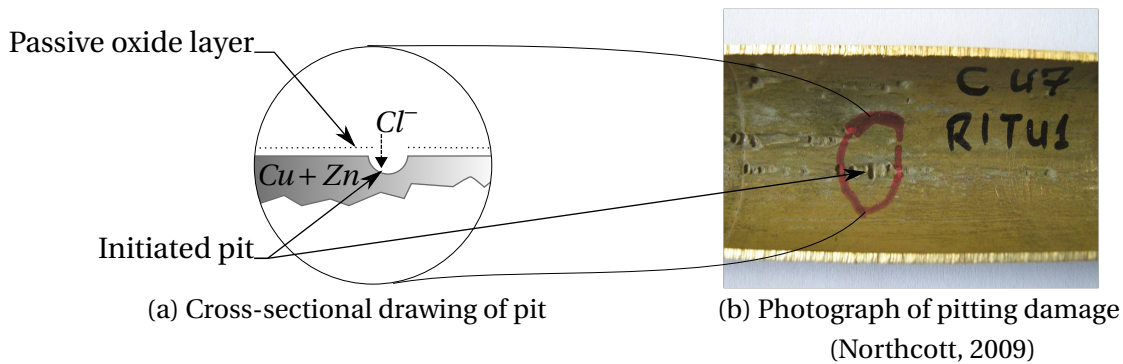 Passive oxide layer
Cl⁻
Cu + Zn
Initiated pit
(a) Cross-sectional drawing of pit
C U7
RITU1
(b) Photograph of pitting damage
(Northcott, 2009)